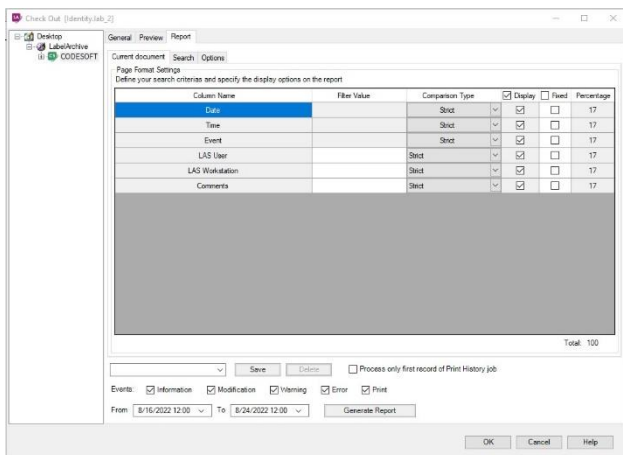 Check Out [Identify.lab_2]
Desktop
LabelArchive
CODESOFT
General Preview Report
Current document Search Options
Page Format Settings
Define your search criterias and specify the display options on the report
Column Name Filter Value Comparison Type Display Fixed Percentage
Date Strict 17
Time Strict 17
Event Strict 17
LAS User Strict 17
LAS Workstation Strict 17
Comments Strict 17
Total: 100
Save Delete Process only first record of Print History job
Events: Information Modification Warning Error Print
From 8/16/2022 12:00 To 8/24/2022 12:00 Generate Report
OK Cancel Help